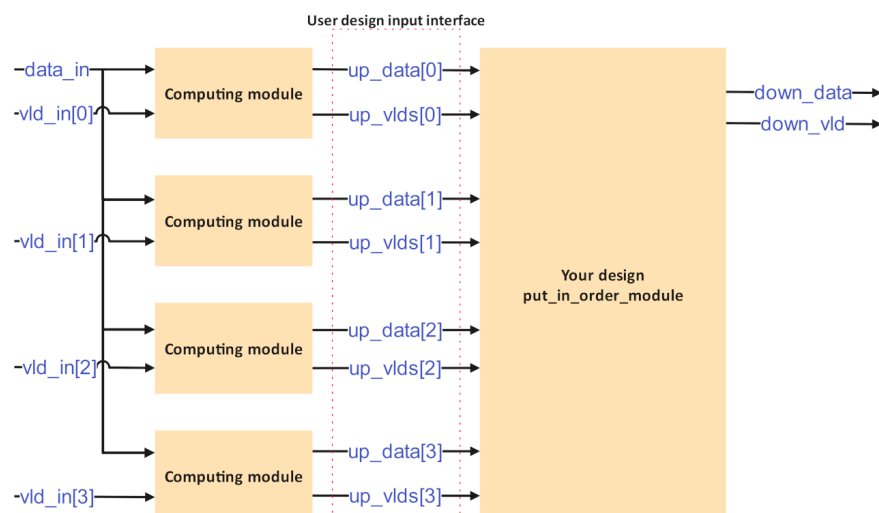 User design input interface
data_in
Computing module
up_data[0]
vld_in[0]
up_vlds[0]
down_data
down_vld
up_data[1]
Computing module
vld_in[1]
up_vlds[1]
Your design
put_in_order_module
up_data[2]
Computing module
vld_in[2]
up_vlds[2]
up_data[3]
Computing module
vld_in[3]
up_vlds[3]